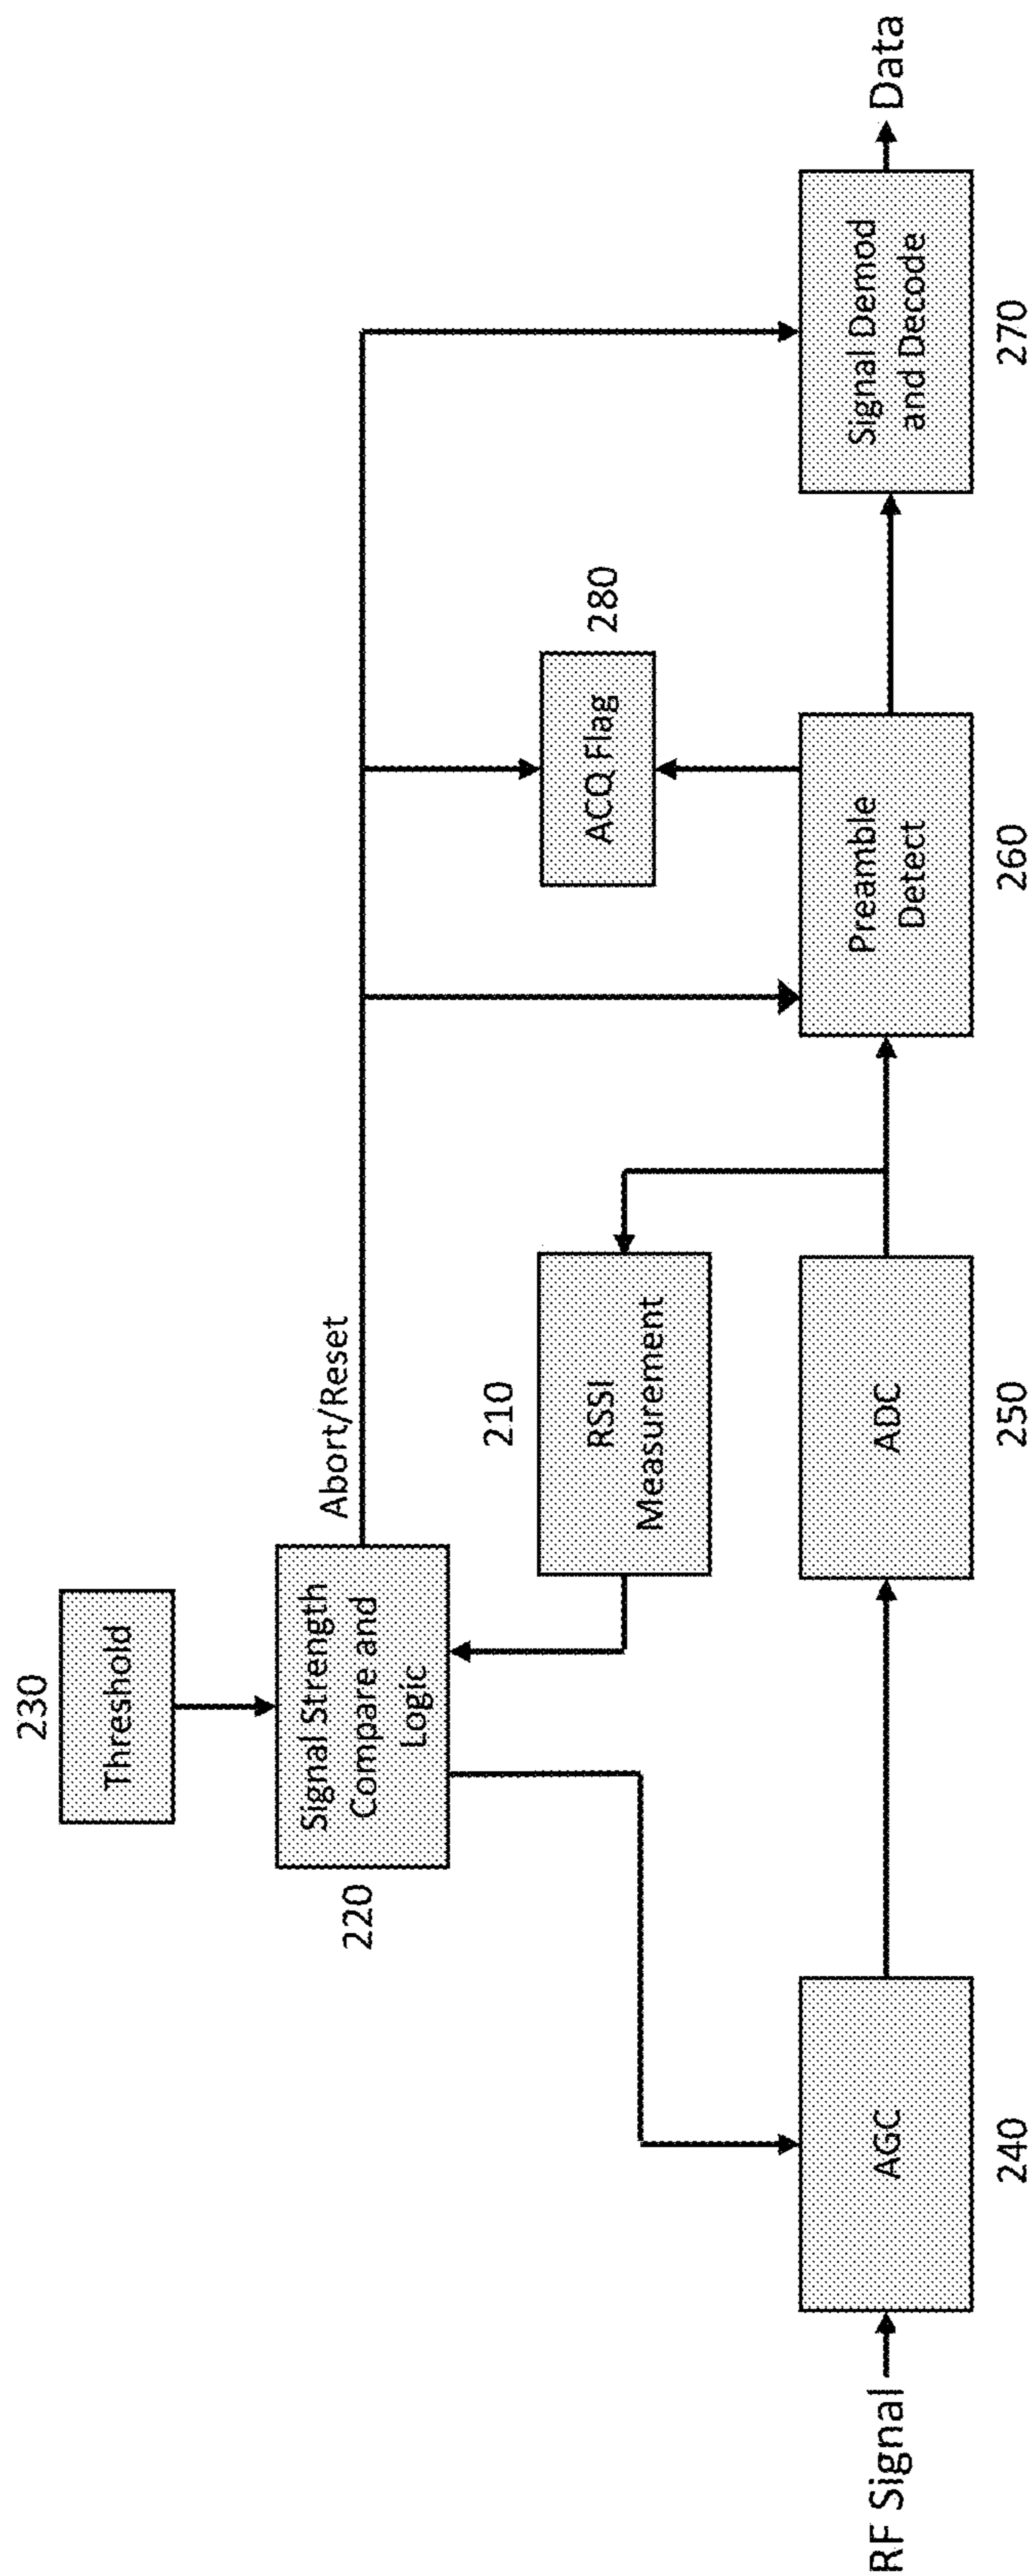 230
Threshold
Signal Strength
Compare and
Logic
220
Abort/Reset
210
RSSI
Measurement
ACQ Flag
280
RF Signal
AGC
240
ADC
250
Preamble
Detect
260
Signal Demod
and Decode
270
Data